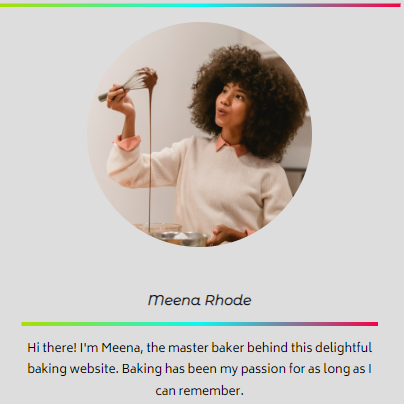 Meena Rhode
Hi there! I'm Meena, the master baker behind this delightful
baking website. Baking has been my passion for as long as I
can remember.